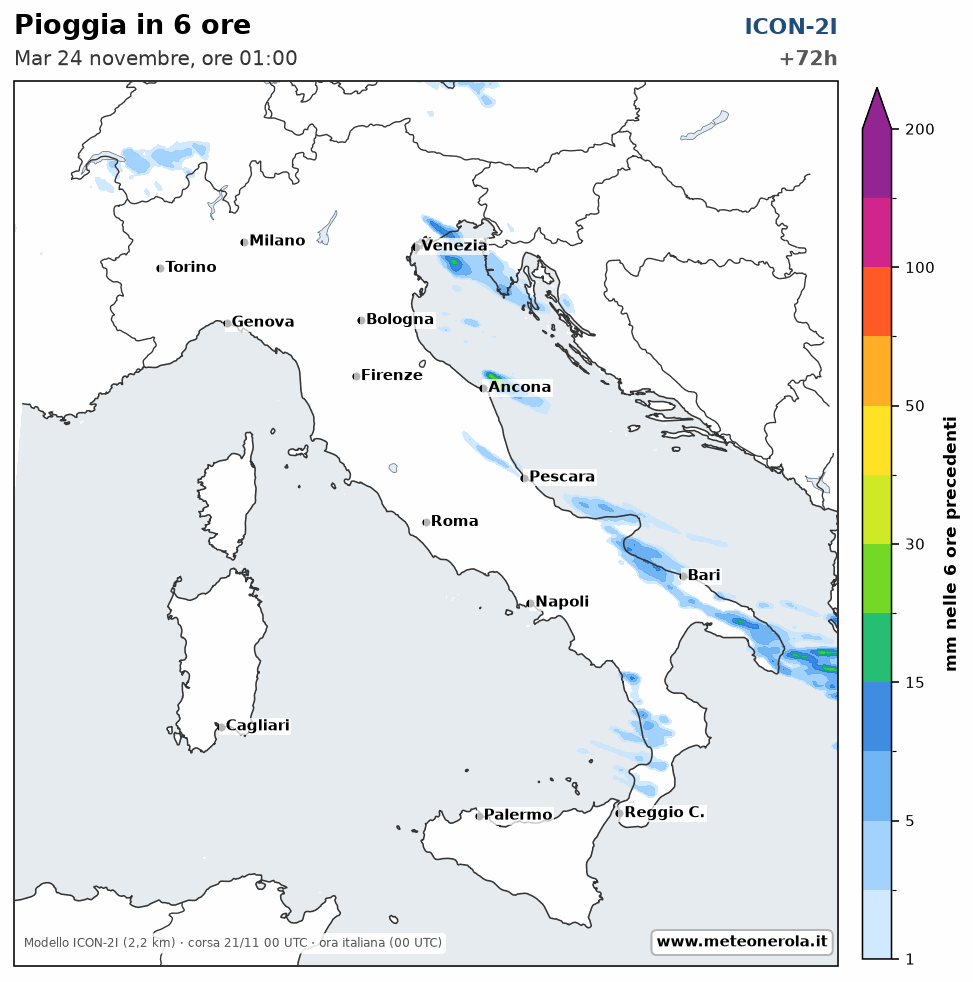 Pioggia in 6 ore
ICON-2I
Mar 24 novembre, ore 01:00
+72h
200
Milano
Venezia
Torino
100
Genova
Bologna
Firenze
Ancona
50
Pescara
Roma
30
Bari
Napoli
mm nelle 6 ore precedenti
15
Cagliari
Palermo
Reggio C.
5
Modello ICON-2I (2,2 km) · corsa 21/11 00 UTC · ora italiana (00 UTC)
www.meteonerola.it
1